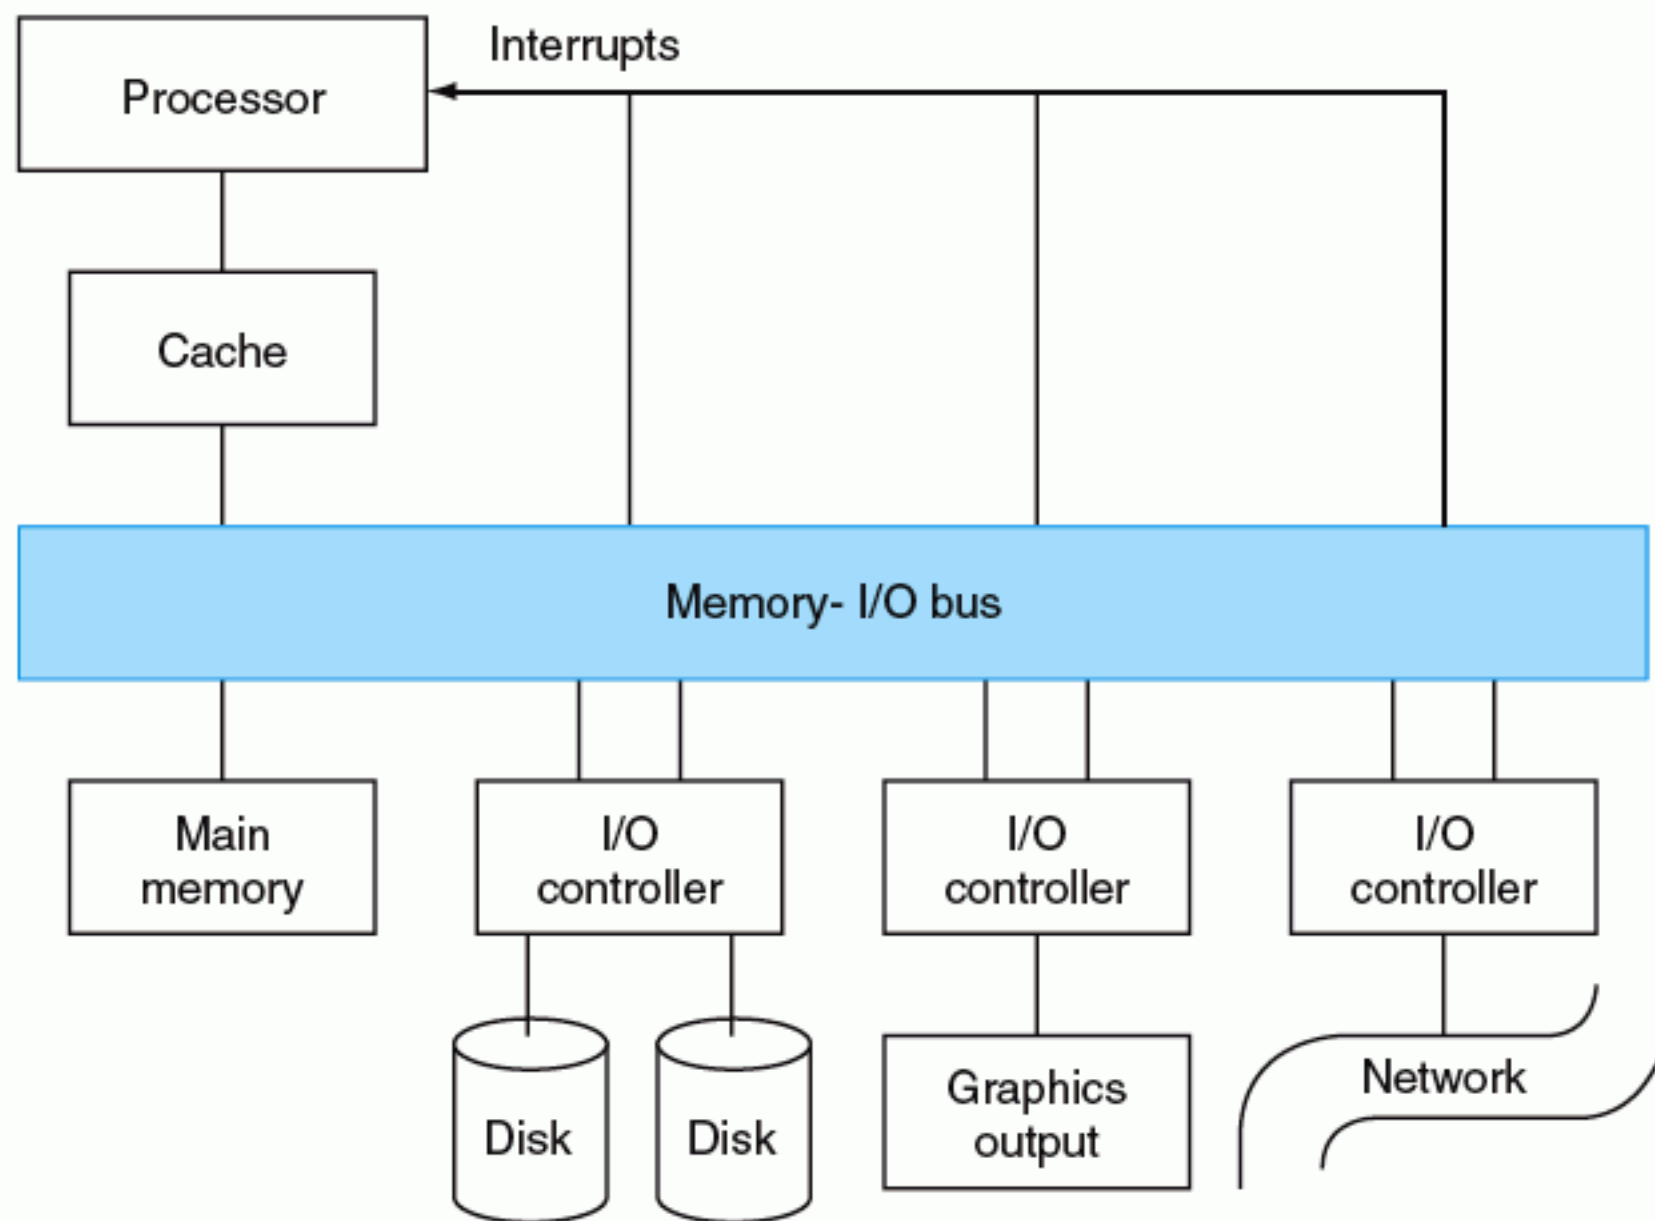 Interrupts
Processor
Cache
Memory- I/O bus
Main
memory
I/O
controller
I/O
controller
I/O
controller
Disk
Disk
Graphics
output
Network